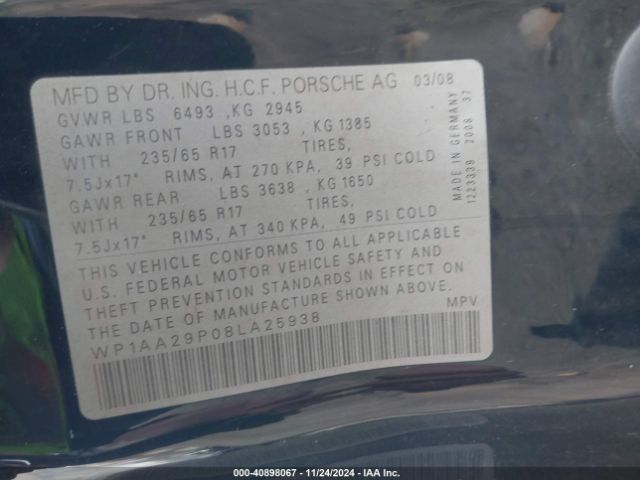 MFD BY DR. ING. H.C.F. PORSCHE AG 03/08
GVWR LBS 6493 ,KG 2945
GAWR FRONT LBS 3053 , KG 1385
WITH 235/65 R17 TIRES,
7.5Jx17" RIMS, AT 270 KPA, 39 PSI COLD
GAWR REAR LBS 3638 , KG 1650
WITH 235/65 R17 TIRES,
7.5Jx17" RIMS, AT 340 KPA, 49 PSI COLD
THIS VEHICLE CONFORMS TO ALL APPLICABLE
U.S. FEDERAL MOTOR VEHICLE SAFETY AND
THEFT PREVENTION STANDARDS IN EFFECT ON
THE DATE OF MANUFACTURE SHOWN ABOVE.
WP1AA29P08LA25938 MPV
MADE IN GERMANY
1223339 2008 37
000-40898067 - 11/24/2024 - IAA Inc.